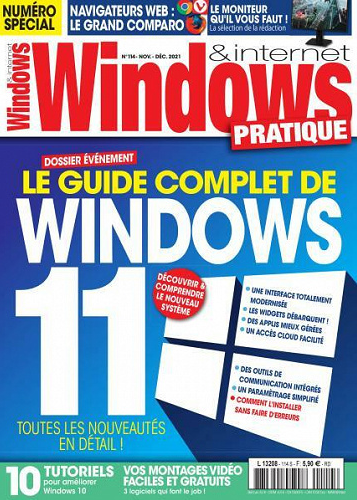 NUMÉRO
SPÉCIAL
NAVIGATEURS WEB :
LE GRAND COMPARO
LE MONITEUR
QU'IL VOUS FAUT !
La sélection de la rédaction
Windows
& internet
N°114 - NOV. - DÉC. 2021
& internet
Windows
PRATIQUE
DOSSIER ÉVÉNEMENT
LE GUIDE COMPLET DE
WINDOWS
11
DÉCOUVRIR &
COMPRENDRE
LE NOUVEAU
SYSTÈME
• UNE INTERFACE TOTALEMENT
MODERNISÉE
• LES WIDGETS DÉBARQUENT !
• DES APPLIS MIEUX GÉRÉES
• UN ACCÈS CLOUD FACILITÉ
• DES OUTILS DE
COMMUNICATION INTÉGRÉS
• UN PARAMÉTRAGE SIMPLIFIÉ
• COMMENT L'INSTALLER
SANS FAIRE D'ERREURS
TOUTES LES NOUVEAUTÉS
EN DÉTAIL !
10 TUTORIELS
pour améliorer
Windows 10
VOS MONTAGES VIDÉO
FACILES ET GRATUITS
3 logiciels qui font le job !
L 13208 - 114 S - F: 5,90 € - RD